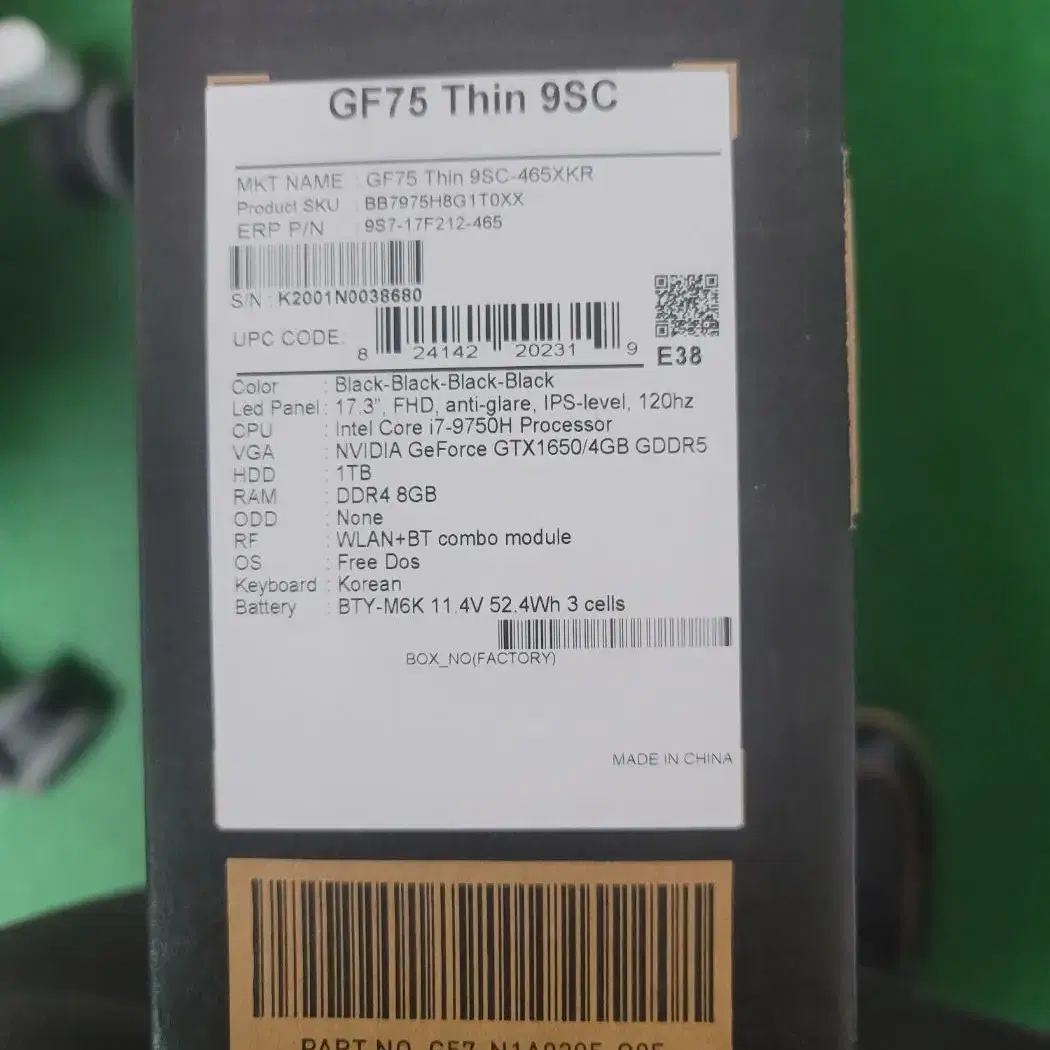 GF75 Thin 9SC
MKT NAME : GF75 Thin 9SC-465XKR
Product SKU : BB7975H8G1T0XX
ERP P/N : 9S7-17F212-465
S/N : K2001N0038680
UPC CODE: 8 24142 20231 9
E38
Color : Black-Black-Black-Black
Led Panel : 17.3", FHD, anti-glare, IPS-level, 120hz
CPU : Intel Core i7-9750H Processor
VGA : NVIDIA GeForce GTX1650/4GB GDDR5
HDD : 1TB
RAM : DDR4 8GB
ODD : None
RF : WLAN+BT combo module
OS : Free Dos
Keyboard : Korean
Battery : BTY-M6K 11.4V 52.4Wh 3 cells
BOX_NO(FACTORY)
MADE IN CHINA
PART NO